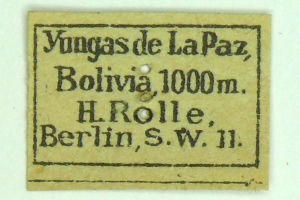 Yungas de La Paz,
Bolivia, 1000 m.
H. Rolle,
Berlin, S.W. 11.